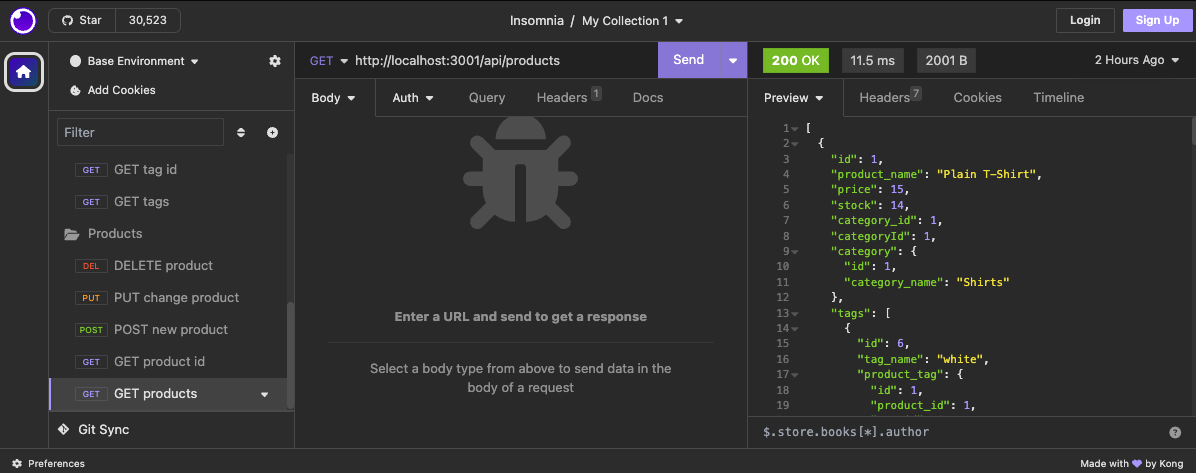 Star 30,523
Insomnia / My Collection 1
Login Sign Up
Base Environment
Add Cookies
Filter
GET GET tag id
GET GET tags
Products
DEL DELETE product
PUT PUT change product
POST POST new product
GET GET product id
GET GET products
Git Sync
GET http://localhost:3001/api/products Send
Body Auth Query Headers 1 Docs
Enter a URL and send to get a response
Select a body type from above to send data in the
body of a request
200 OK 11.5 ms 2001 B 2 Hours Ago
Preview Headers 7 Cookies Timeline
1 [
2 {
3 "id": 1,
4 "product_name": "Plain T-Shirt",
5 "price": 15,
6 "stock": 14,
7 "category_id": 1,
8 "categoryId": 1,
9 "category": {
10 "id": 1,
11 "category_name": "Shirts"
12 },
13 "tags": [
14 {
15 "id": 6,
16 "tag_name": "white",
17 "product_tag": {
18 "id": 1,
19 "product_id": 1,
$.store.books[*].author
?
Preferences
Made with 💜 by Kong